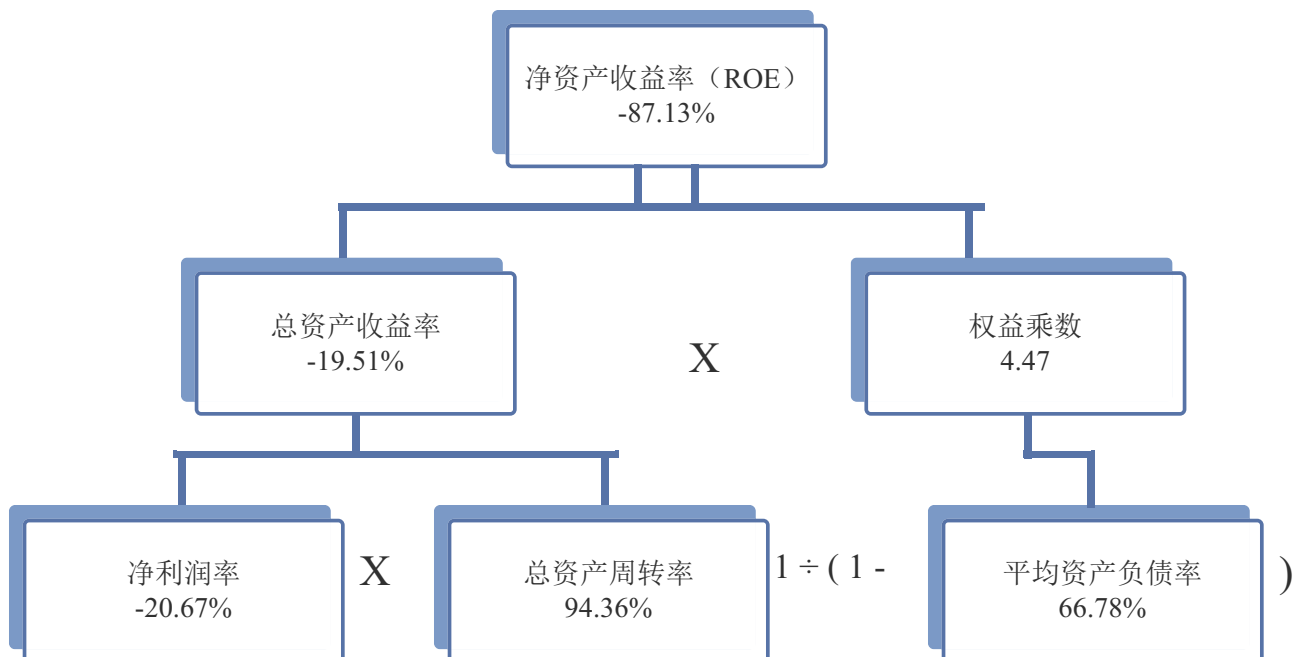 净资产收益率（ROE）
-87.13%
总资产收益率
-19.51%
X
权益乘数
4.47
净利润率
-20.67%
X
总资产周转率
94.36%
1 ÷ ( 1 -
平均资产负债率
66.78%
)